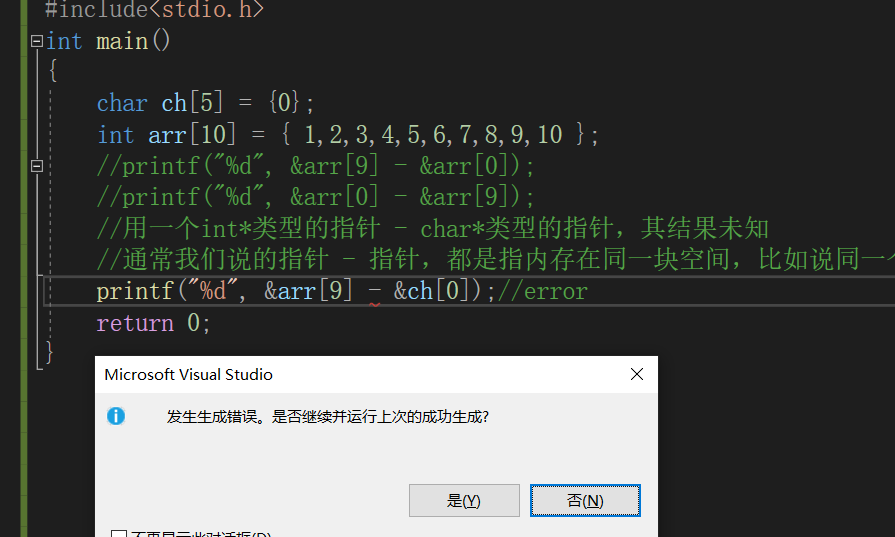 #include<stdio.h>
int main()
{
char ch[5] = {0};
int arr[10] = { 1,2,3,4,5,6,7,8,9,10 };
//printf("%d", &arr[9] - &arr[0]);
//printf("%d", &arr[0] - &arr[9]);
//用一个int*类型的指针 - char*类型的指针，其结果未知
//通常我们说的指针 - 指针，都是指内存在同一块空间，比如说同一
printf("%d", &arr[9] - &ch[0]);//error
return 0;
}
Microsoft Visual Studio
发生生成错误。是否继续并运行上次的成功生成?
是(Y)
否(N)
不再显示此对话框(D)